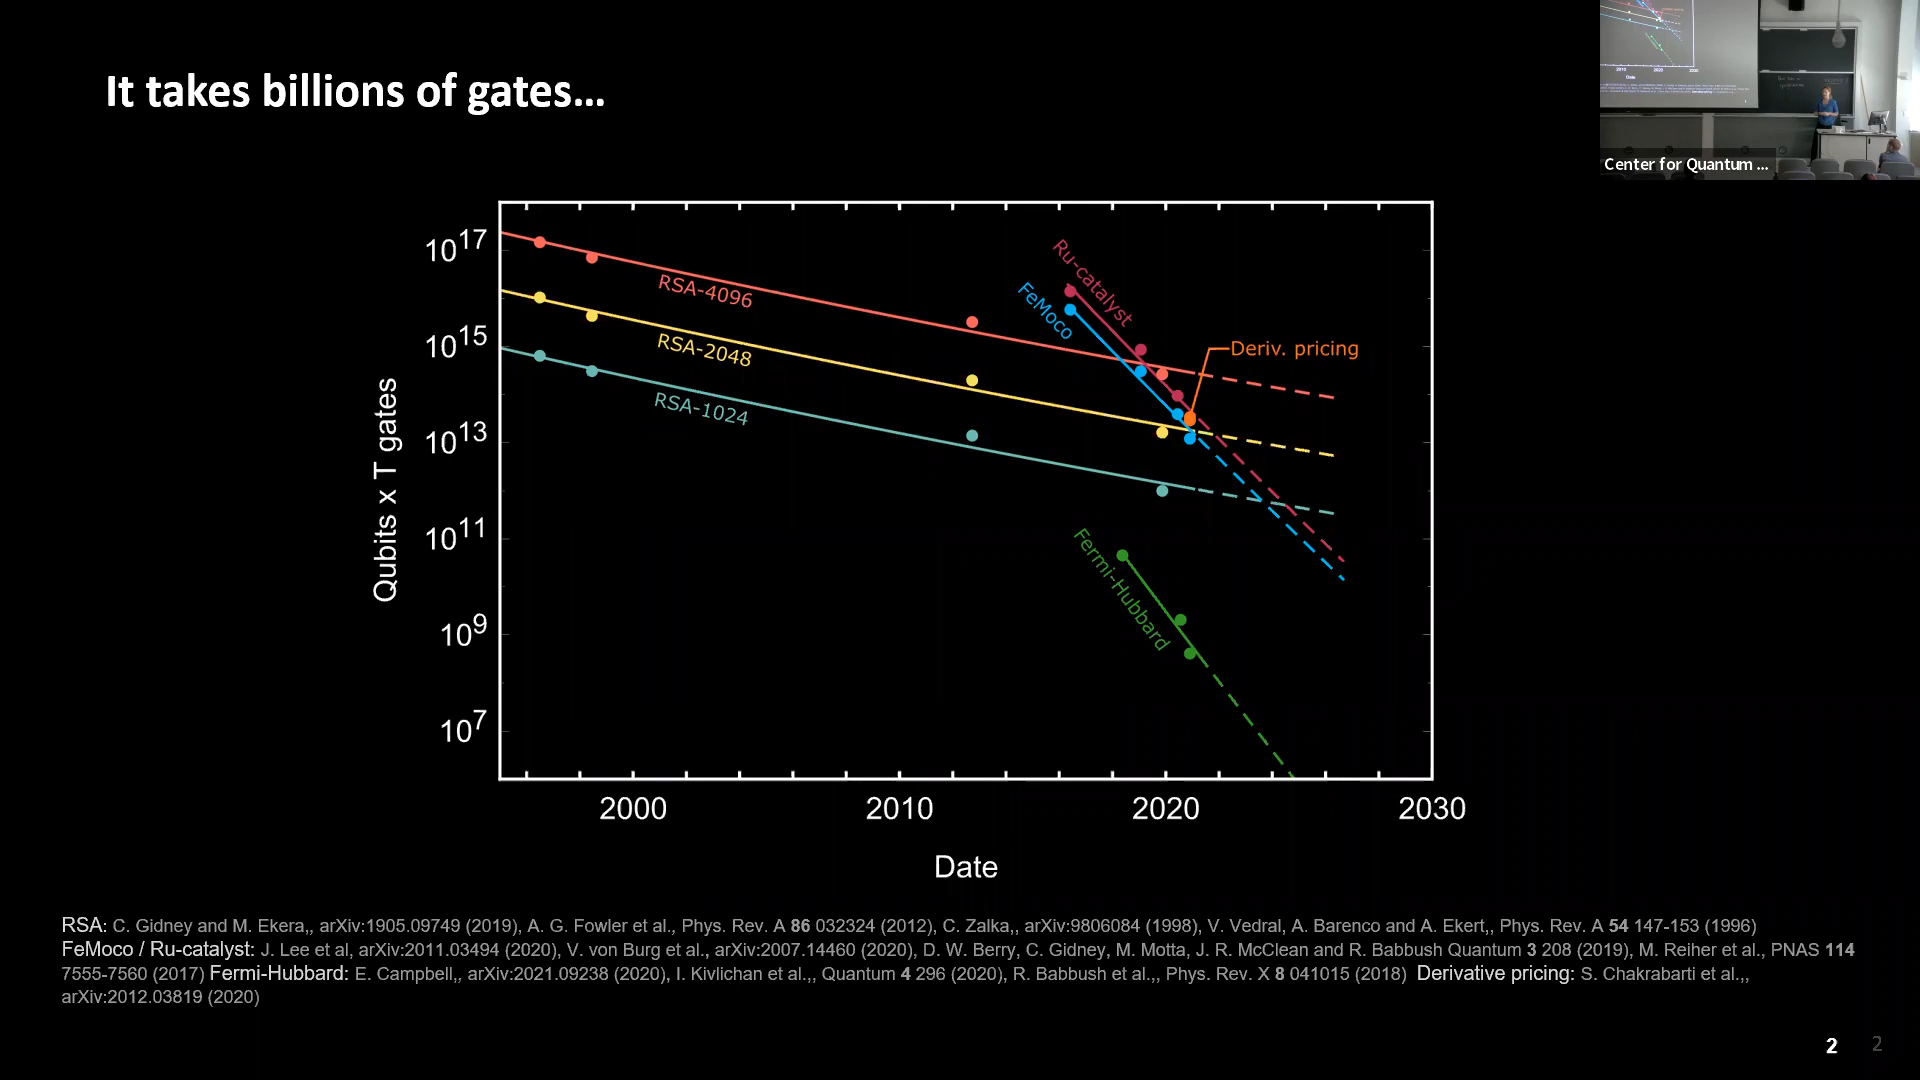 It takes billions of gates...
Center for Quantum ...
10^17
10^15
10^13
10^11
10^9
10^7
Qubits x T gates
RSA-4096
RSA-2048
RSA-1024
Ru-catalyst
FeMoco
Deriv. pricing
Fermi-Hubbard
2000
2010
2020
2030
Date
RSA: C. Gidney and M. Ekera,, arXiv:1905.09749 (2019), A. G. Fowler et al., Phys. Rev. A 86 032324 (2012), C. Zalka,, arXiv:9806084 (1998), V. Vedral, A. Barenco and A. Ekert,, Phys. Rev. A 54 147-153 (1996)
FeMoco / Ru-catalyst: J. Lee et al, arXiv:2011.03494 (2020), V. von Burg et al., arXiv:2007.14460 (2020), D. W. Berry, C. Gidney, M. Motta, J. R. McClean and R. Babbush Quantum 3 208 (2019), M. Reiher et al., PNAS 114
7555-7560 (2017) Fermi-Hubbard: E. Campbell,, arXiv:2021.09238 (2020), I. Kivlichan et al.,, Quantum 4 296 (2020), R. Babbush et al.,, Phys. Rev. X 8 041015 (2018) Derivative pricing: S. Chakrabarti et al.,,
arXiv:2012.03819 (2020)
2 2